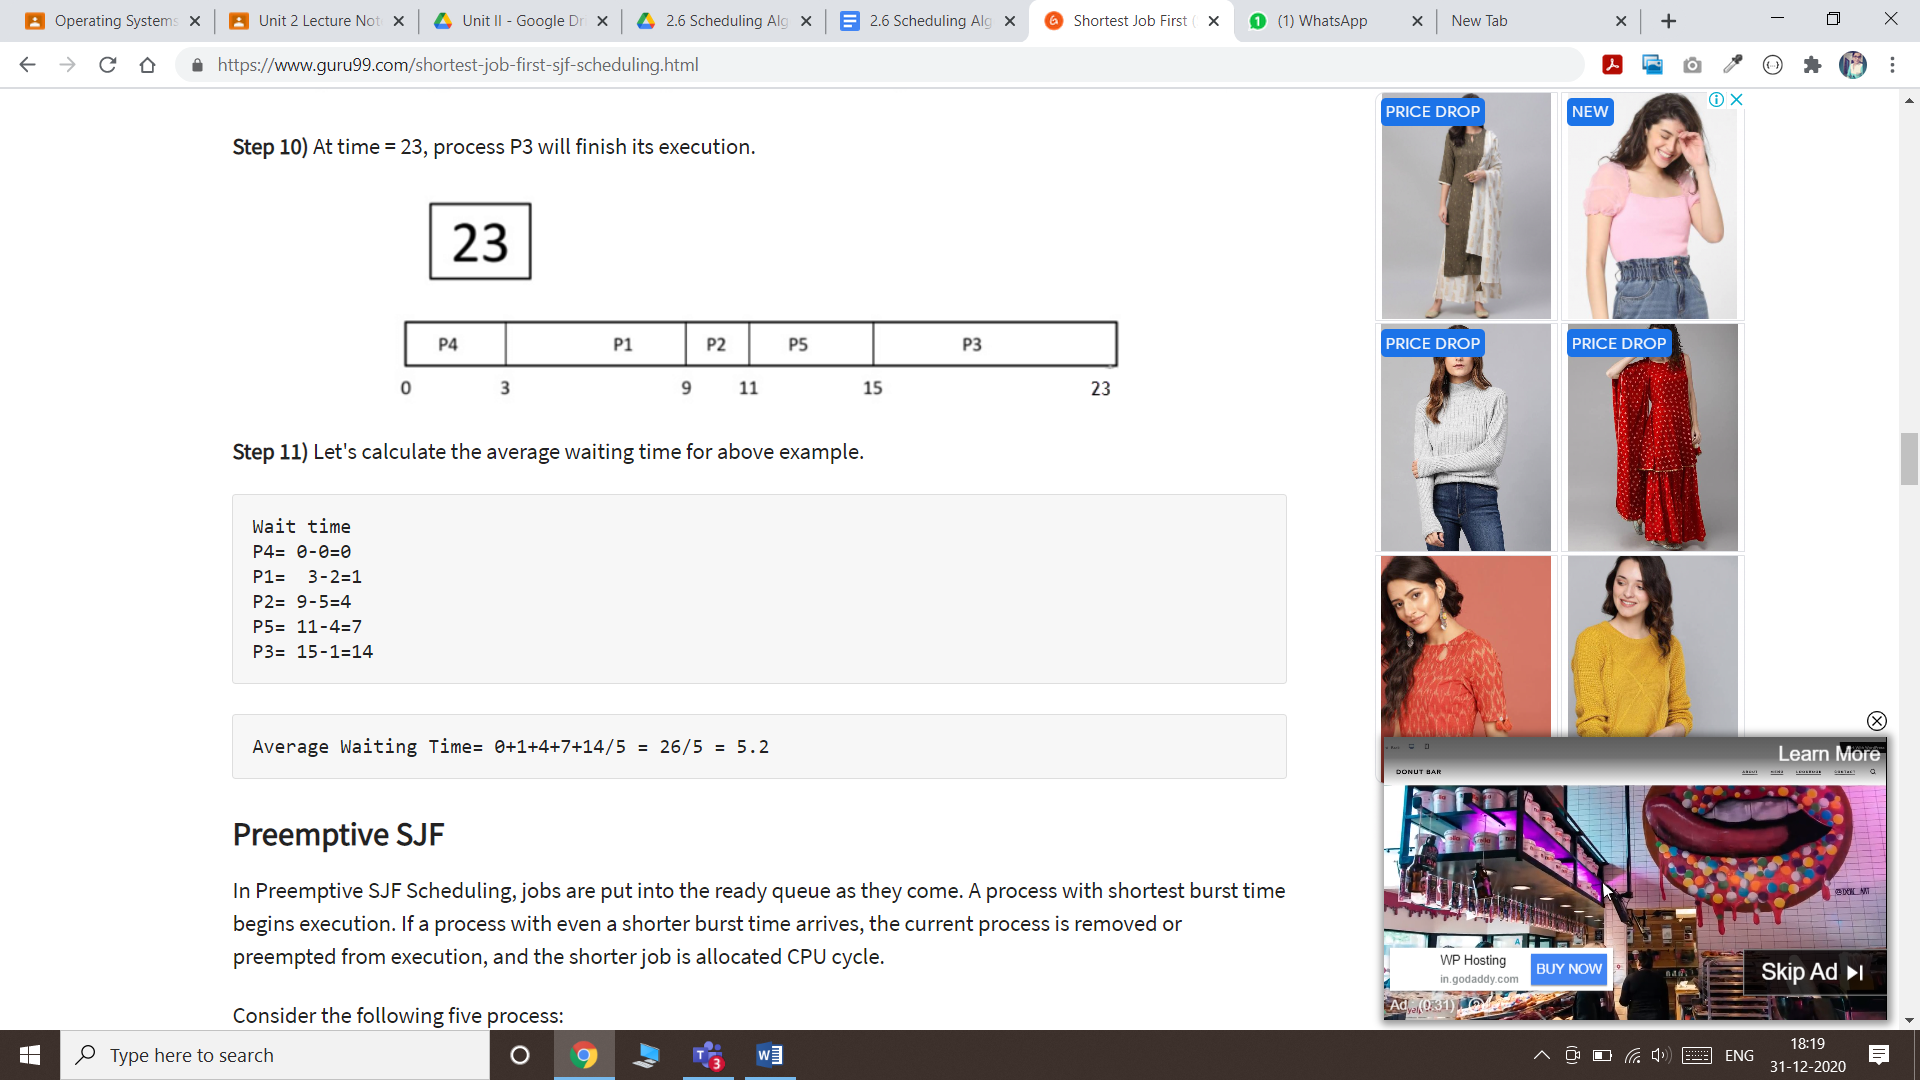 Operating Systems
Unit 2 Lecture Not
Unit II - Google Dr
2.6 Scheduling Alg
2.6 Scheduling Alg
Shortest Job First (
(1) WhatsApp
New Tab
https://www.guru99.com/shortest-job-first-sjf-scheduling.html
Step 10) At time = 23, process P3 will finish its execution.
23
P4 P1 P2 P5 P3
0 3 9 11 15 23
Step 11) Let's calculate the average waiting time for above example.
Wait time
P4= 0-0=0
P1=  3-2=1
P2= 9-5=4
P5= 11-4=7
P3= 15-1=14
Average Waiting Time= 0+1+4+7+14/5 = 26/5 = 5.2
Preemptive SJF
In Preemptive SJF Scheduling, jobs are put into the ready queue as they come. A process with shortest burst time
begins execution. If a process with even a shorter burst time arrives, the current process is removed or
preempted from execution, and the shorter job is allocated CPU cycle.
Consider the following five process:
PRICE DROP
NEW
PRICE DROP
PRICE DROP
Learn More
DONUT BAR
ABOUT MENU LOOKBOOK CONTACT
WP Hosting
in.godaddy.com
BUY NOW
Skip Ad
Ad · (0:31)
Type here to search
3
ENG
18:19
31-12-2020